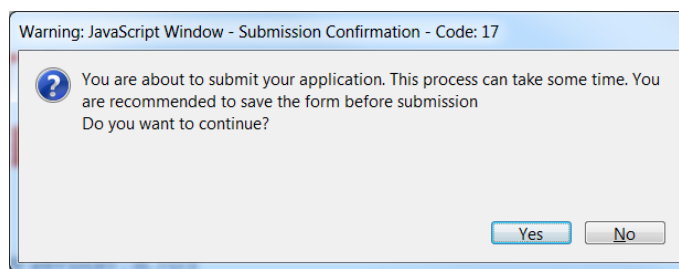 Warning: JavaScript Window - Submission Confirmation - Code: 17
You are about to submit your application. This process can take some time. You
are recommended to save the form before submission
Do you want to continue?
Yes
No